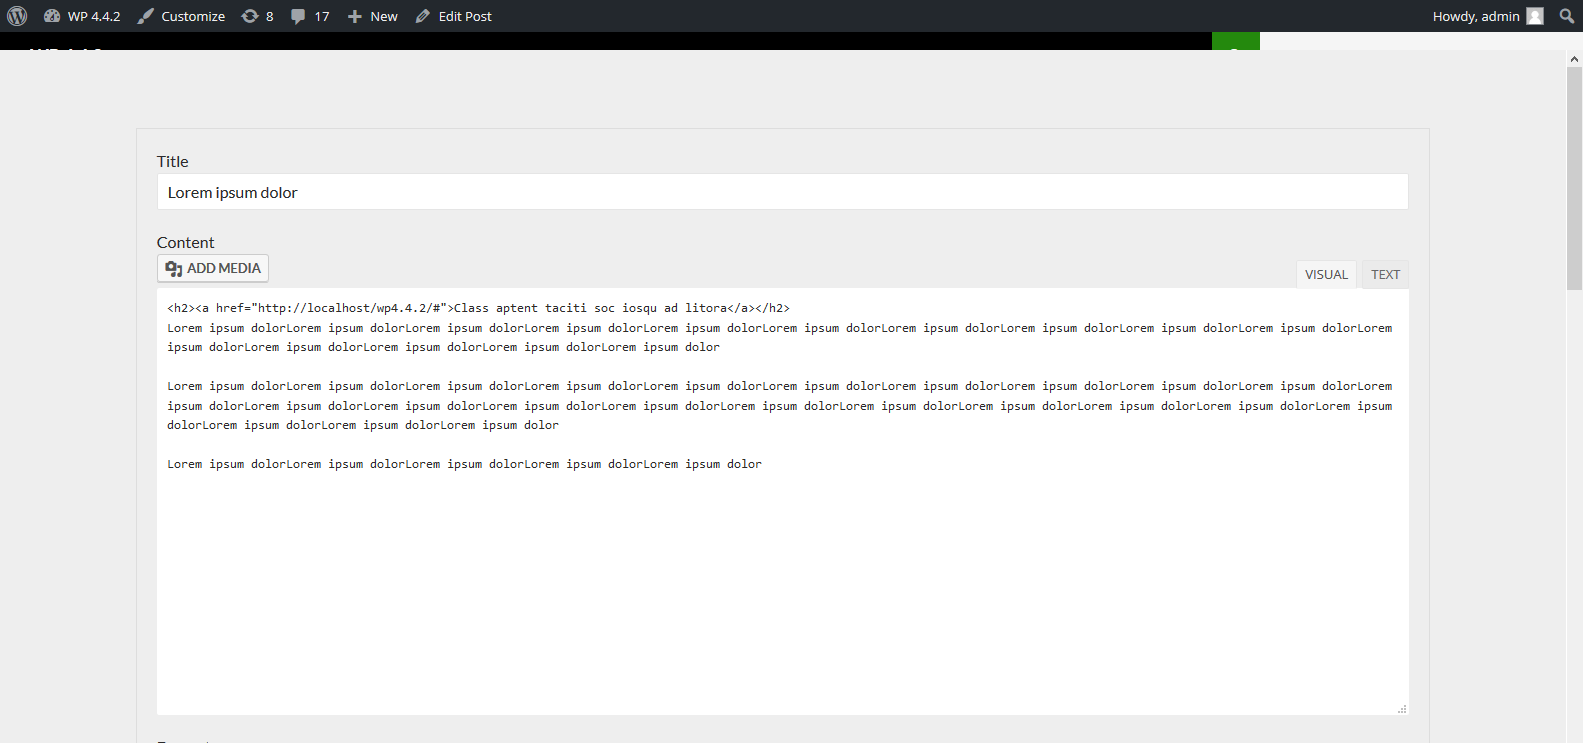 WP 4.4.2 Customize 8 17 New Edit Post Howdy, admin
Title
Lorem ipsum dolor
Content
ADD MEDIA
VISUAL TEXT
<h2><a href="http://localhost/wp4.4.2/#">Class aptent taciti soc iosqu ad litora</a></h2>
Lorem ipsum dolorLorem ipsum dolorLorem ipsum dolorLorem ipsum dolorLorem ipsum dolorLorem ipsum dolorLorem ipsum dolorLorem ipsum dolorLorem ipsum dolorLorem ipsum dolorLorem
ipsum dolorLorem ipsum dolorLorem ipsum dolorLorem ipsum dolorLorem ipsum dolor
Lorem ipsum dolorLorem ipsum dolorLorem ipsum dolorLorem ipsum dolorLorem ipsum dolorLorem ipsum dolorLorem ipsum dolorLorem ipsum dolorLorem ipsum dolorLorem ipsum dolorLorem
ipsum dolorLorem ipsum dolorLorem ipsum dolorLorem ipsum dolorLorem ipsum dolorLorem ipsum dolorLorem ipsum dolorLorem ipsum dolorLorem ipsum dolorLorem ipsum dolorLorem ipsum
dolorLorem ipsum dolorLorem ipsum dolorLorem ipsum dolor
Lorem ipsum dolorLorem ipsum dolorLorem ipsum dolorLorem ipsum dolorLorem ipsum dolor